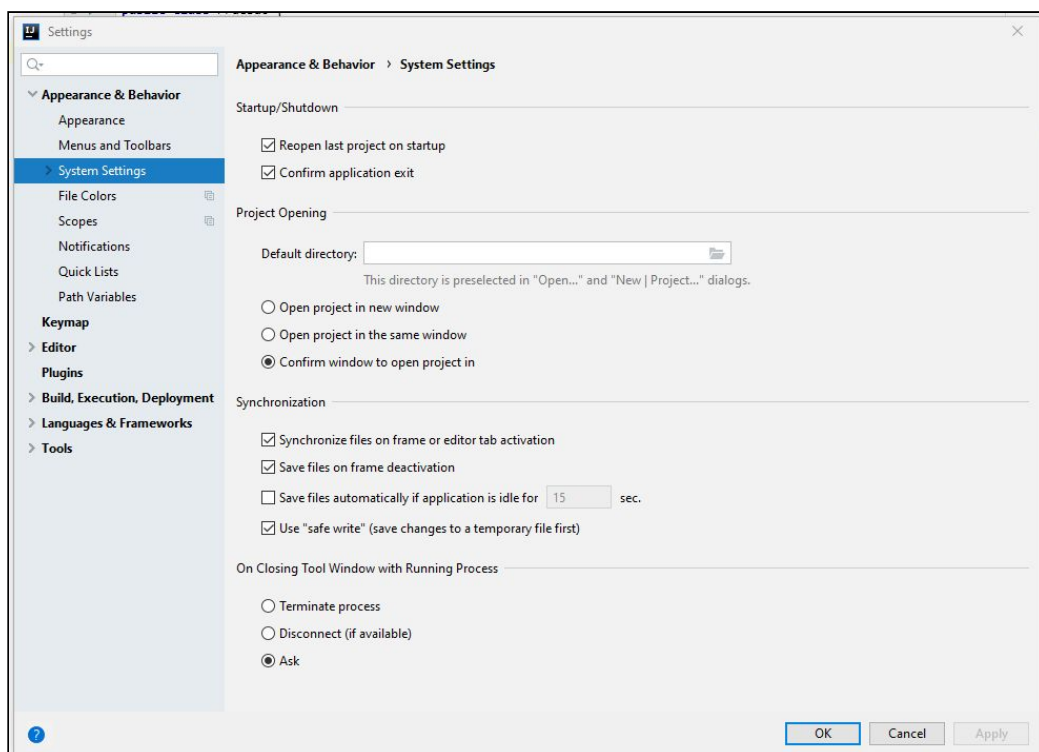 IJ Settings
Appearance & Behavior
Appearance
Menus and Toolbars
System Settings
File Colors
Scopes
Notifications
Quick Lists
Path Variables
Keymap
Editor
Plugins
Build, Execution, Deployment
Languages & Frameworks
Tools
Appearance & Behavior › System Settings
Startup/Shutdown
Reopen last project on startup
Confirm application exit
Project Opening
Default directory:
This directory is preselected in "Open..." and "New | Project..." dialogs.
Open project in new window
Open project in the same window
Confirm window to open project in
Synchronization
Synchronize files on frame or editor tab activation
Save files on frame deactivation
Save files automatically if application is idle for 15 sec.
Use "safe write" (save changes to a temporary file first)
On Closing Tool Window with Running Process
Terminate process
Disconnect (if available)
Ask
? OK Cancel Apply